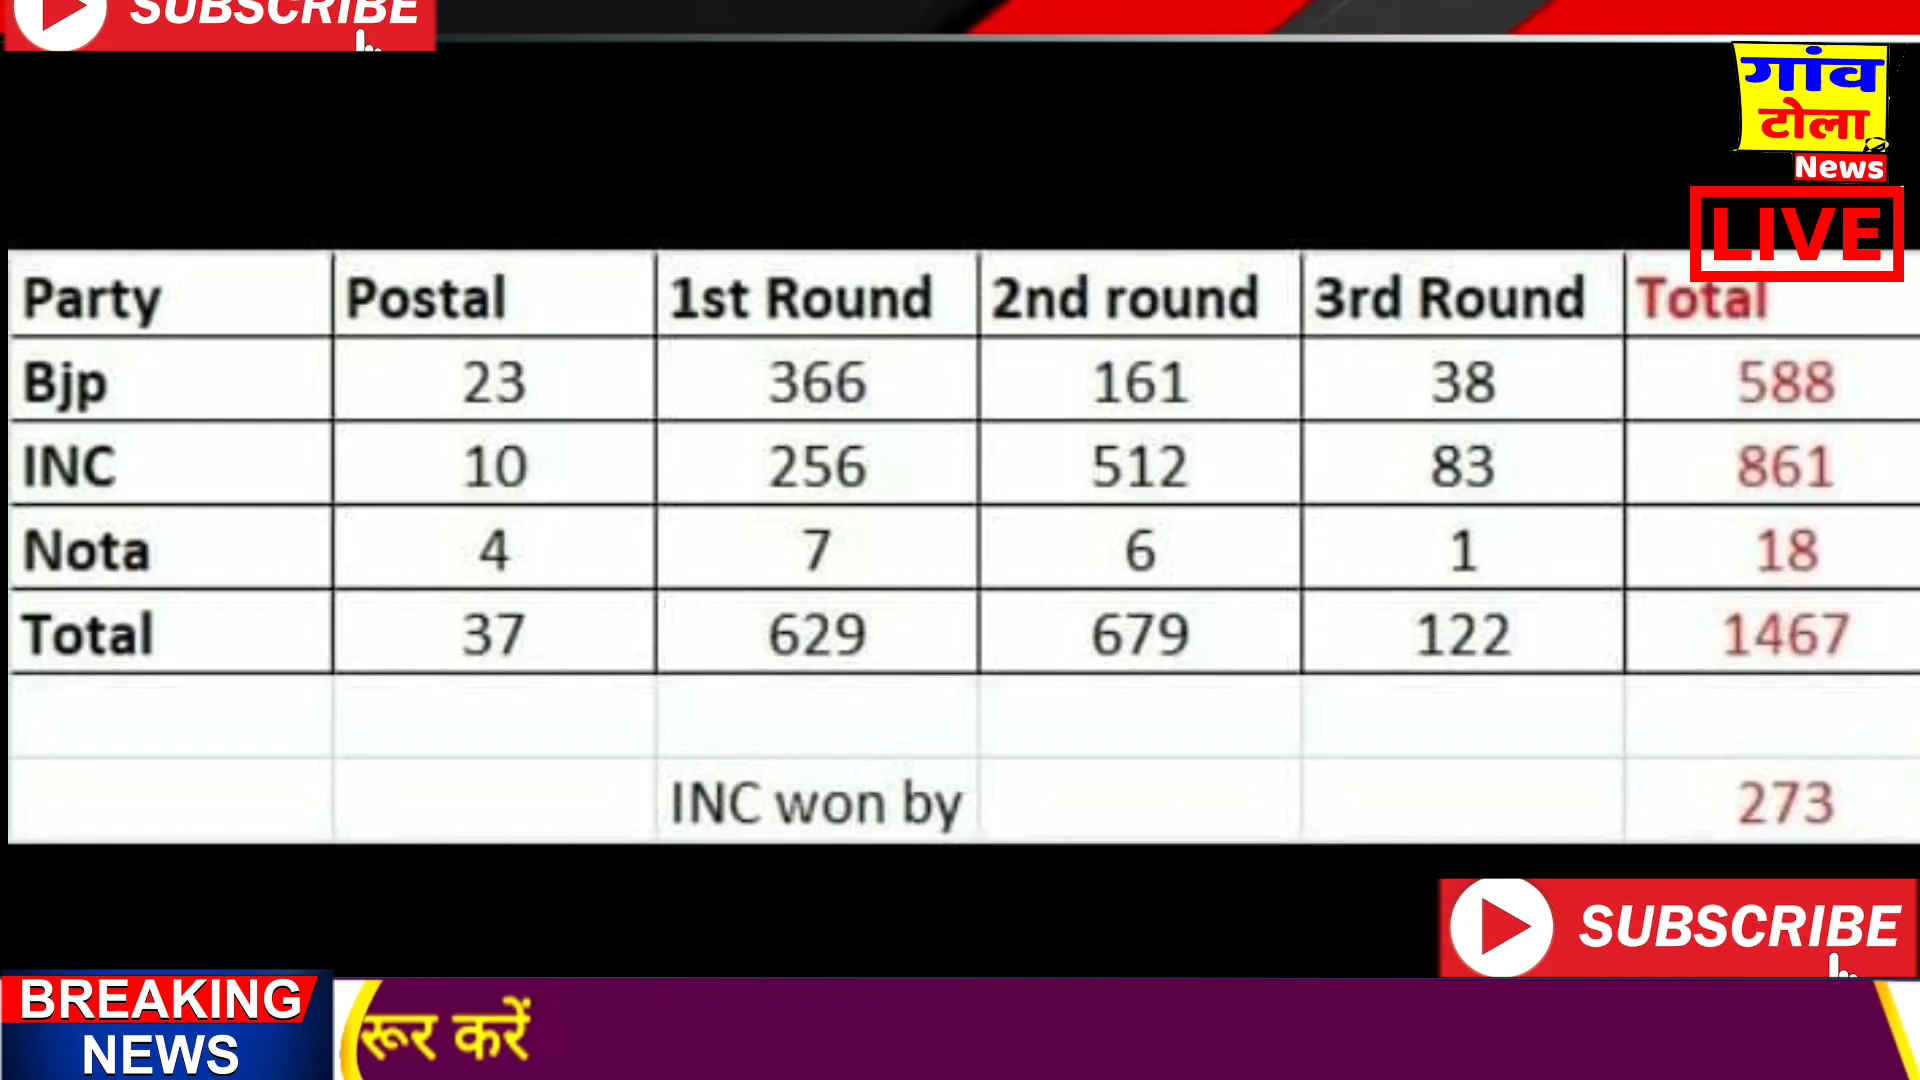 SUBSCRIBE
गांव
टोला
News
LIVE
Party Postal 1st Round 2nd round 3rd Round Total
Bjp 23 366 161 38 588
INC 10 256 512 83 861
Nota 4 7 6 1 18
Total 37 629 679 122 1467
INC won by 273
SUBSCRIBE
BREAKING
NEWS
रूर करें